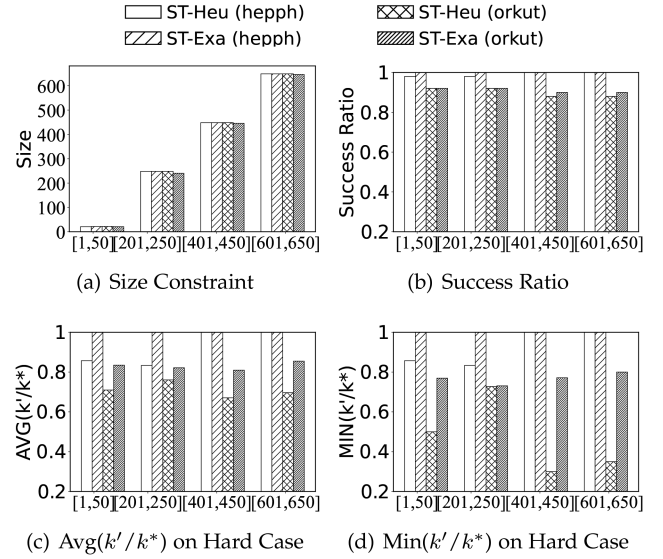 ST-Heu (hepph) ST-Heu (orkut)
ST-Exa (hepph) ST-Exa (orkut)
Size
600
500
400
300
200
100
0
[1,50] [201,250] [401,450] [601,650]
(a) Size Constraint
Success Ratio
1
0.8
0.6
0.4
0.2
[1,50] [201,250] [401,450] [601,650]
(b) Success Ratio
AVG(k'/k*)
1
0.8
0.6
0.4
0.2
[1,50] [201,250] [401,450] [601,650]
(c) Avg(k′/k*) on Hard Case
MIN(k'/k*)
1
0.8
0.6
0.4
0.2
[1,50] [201,250] [401,450] [601,650]
(d) Min(k′/k*) on Hard Case